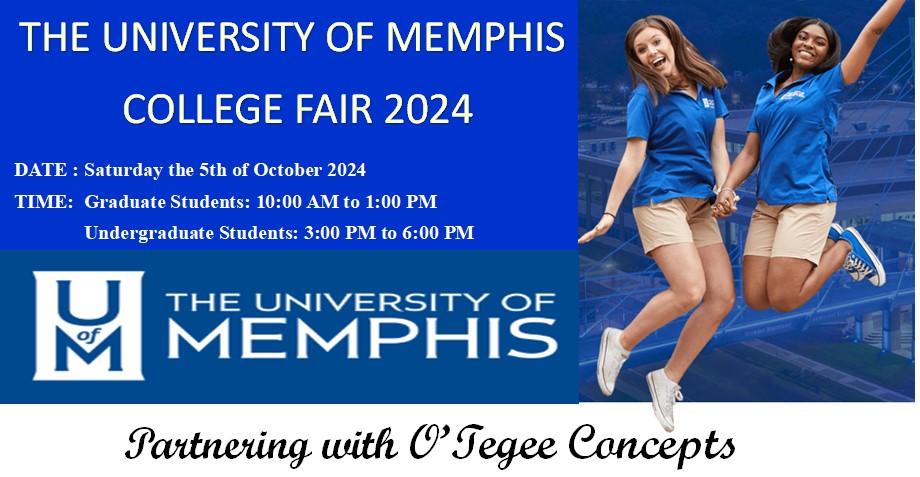 THE UNIVERSITY OF MEMPHIS
COLLEGE FAIR 2024
DATE : Saturday the 5th of October 2024
TIME: Graduate Students: 10:00 AM to 1:00 PM
Undergraduate Students: 3:00 PM to 6:00 PM
U
of
M
THE UNIVERSITY OF
MEMPHIS
Partnering with O'Tegee Concepts